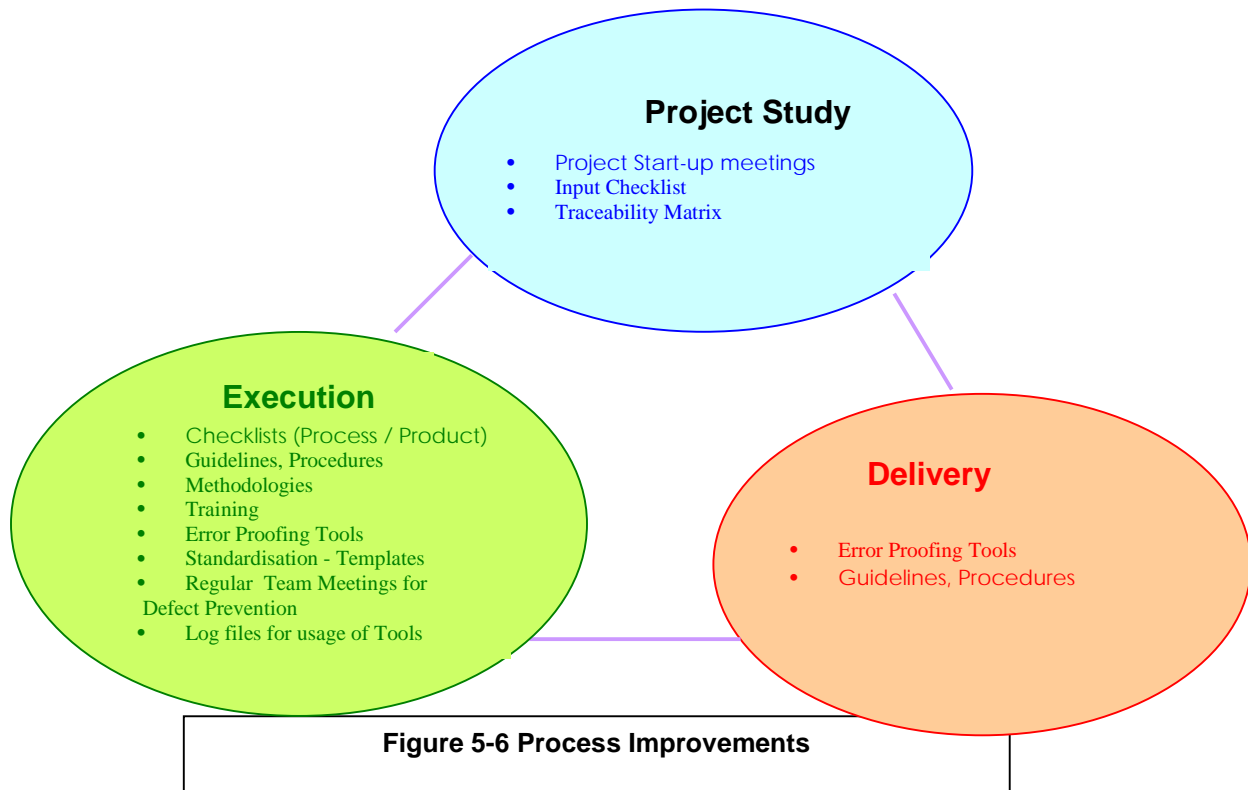 Project Study
• Project Start-up meetings
• Input Checklist
• Traceability Matrix
Execution
• Checklists (Process / Product)
• Guidelines, Procedures
• Methodologies
• Training
• Error Proofing Tools
• Standardisation - Templates
• Regular Team Meetings for
Defect Prevention
• Log files for usage of Tools
Delivery
• Error Proofing Tools
• Guidelines, Procedures
Figure 5-6 Process Improvements